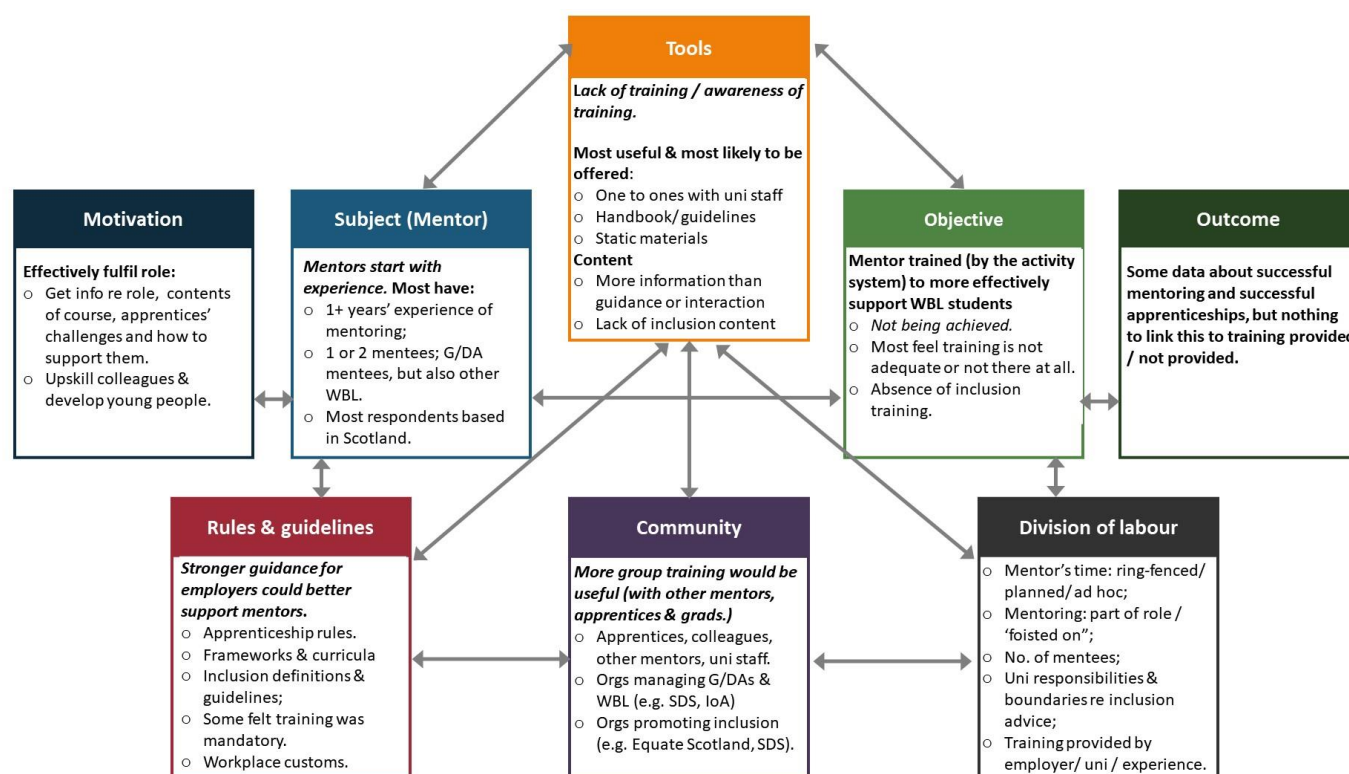 Tools
Lack of training / awareness of
training.
Most useful & most likely to be
offered:
o One to ones with uni staff
o Handbook/ guidelines
o Static materials
Content
o More information than
guidance or interaction
o Lack of inclusion content
Motivation
Effectively fulfil role:
o Get info re role, contents
of course, apprentices'
challenges and how to
support them.
o Upskill colleagues &
develop young people.
Subject (Mentor)
Mentors start with
experience. Most have:
o 1+ years' experience of
mentoring;
o 1 or 2 mentees; G/DA
mentees, but also other
WBL.
o Most respondents based
in Scotland.
Objective
Mentor trained (by the activity
system) to more effectively
support WBL students
o Not being achieved.
o Most feel training is not
adequate or not there at all.
o Absence of inclusion
training.
Outcome
Some data about successful
mentoring and successful
apprenticeships, but nothing
to link this to training provided
/ not provided.
Rules & guidelines
Stronger guidance for
employers could better
support mentors.
o Apprenticeship rules.
o Frameworks & curricula
o Inclusion definitions &
guidelines;
o Some felt training was
mandatory.
o Workplace customs.
Community
More group training would be
useful (with other mentors,
apprentices & grads.)
o Apprentices, colleagues,
other mentors, uni staff.
o Orgs managing G/DAs &
WBL (e.g. SDS, IoA)
o Orgs promoting inclusion
(e.g. Equate Scotland, SDS).
Division of labour
o Mentor's time: ring-fenced/
planned/ ad hoc;
o Mentoring: part of role /
'foisted on";
o No. of mentees;
o Uni responsibilities &
boundaries re inclusion
advice;
o Training provided by
employer/ uni / experience.